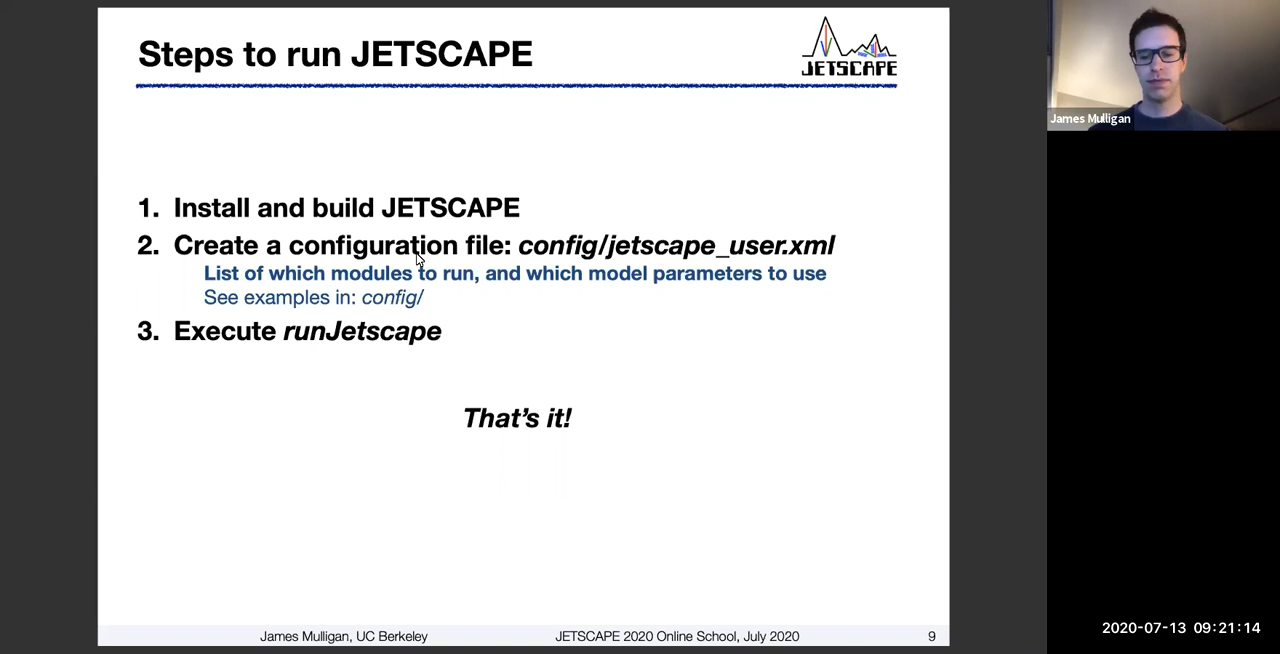 Steps to run JETSCAPE
JETSCAPE
1. Install and build JETSCAPE
2. Create a configuration file: config/jetscape_user.xml
List of which modules to run, and which model parameters to use
See examples in: config/
3. Execute runJetscape
That's it!
James Mulligan, UC Berkeley
JETSCAPE 2020 Online School, July 2020
9
James Mulligan
2020-07-13 09:21:14